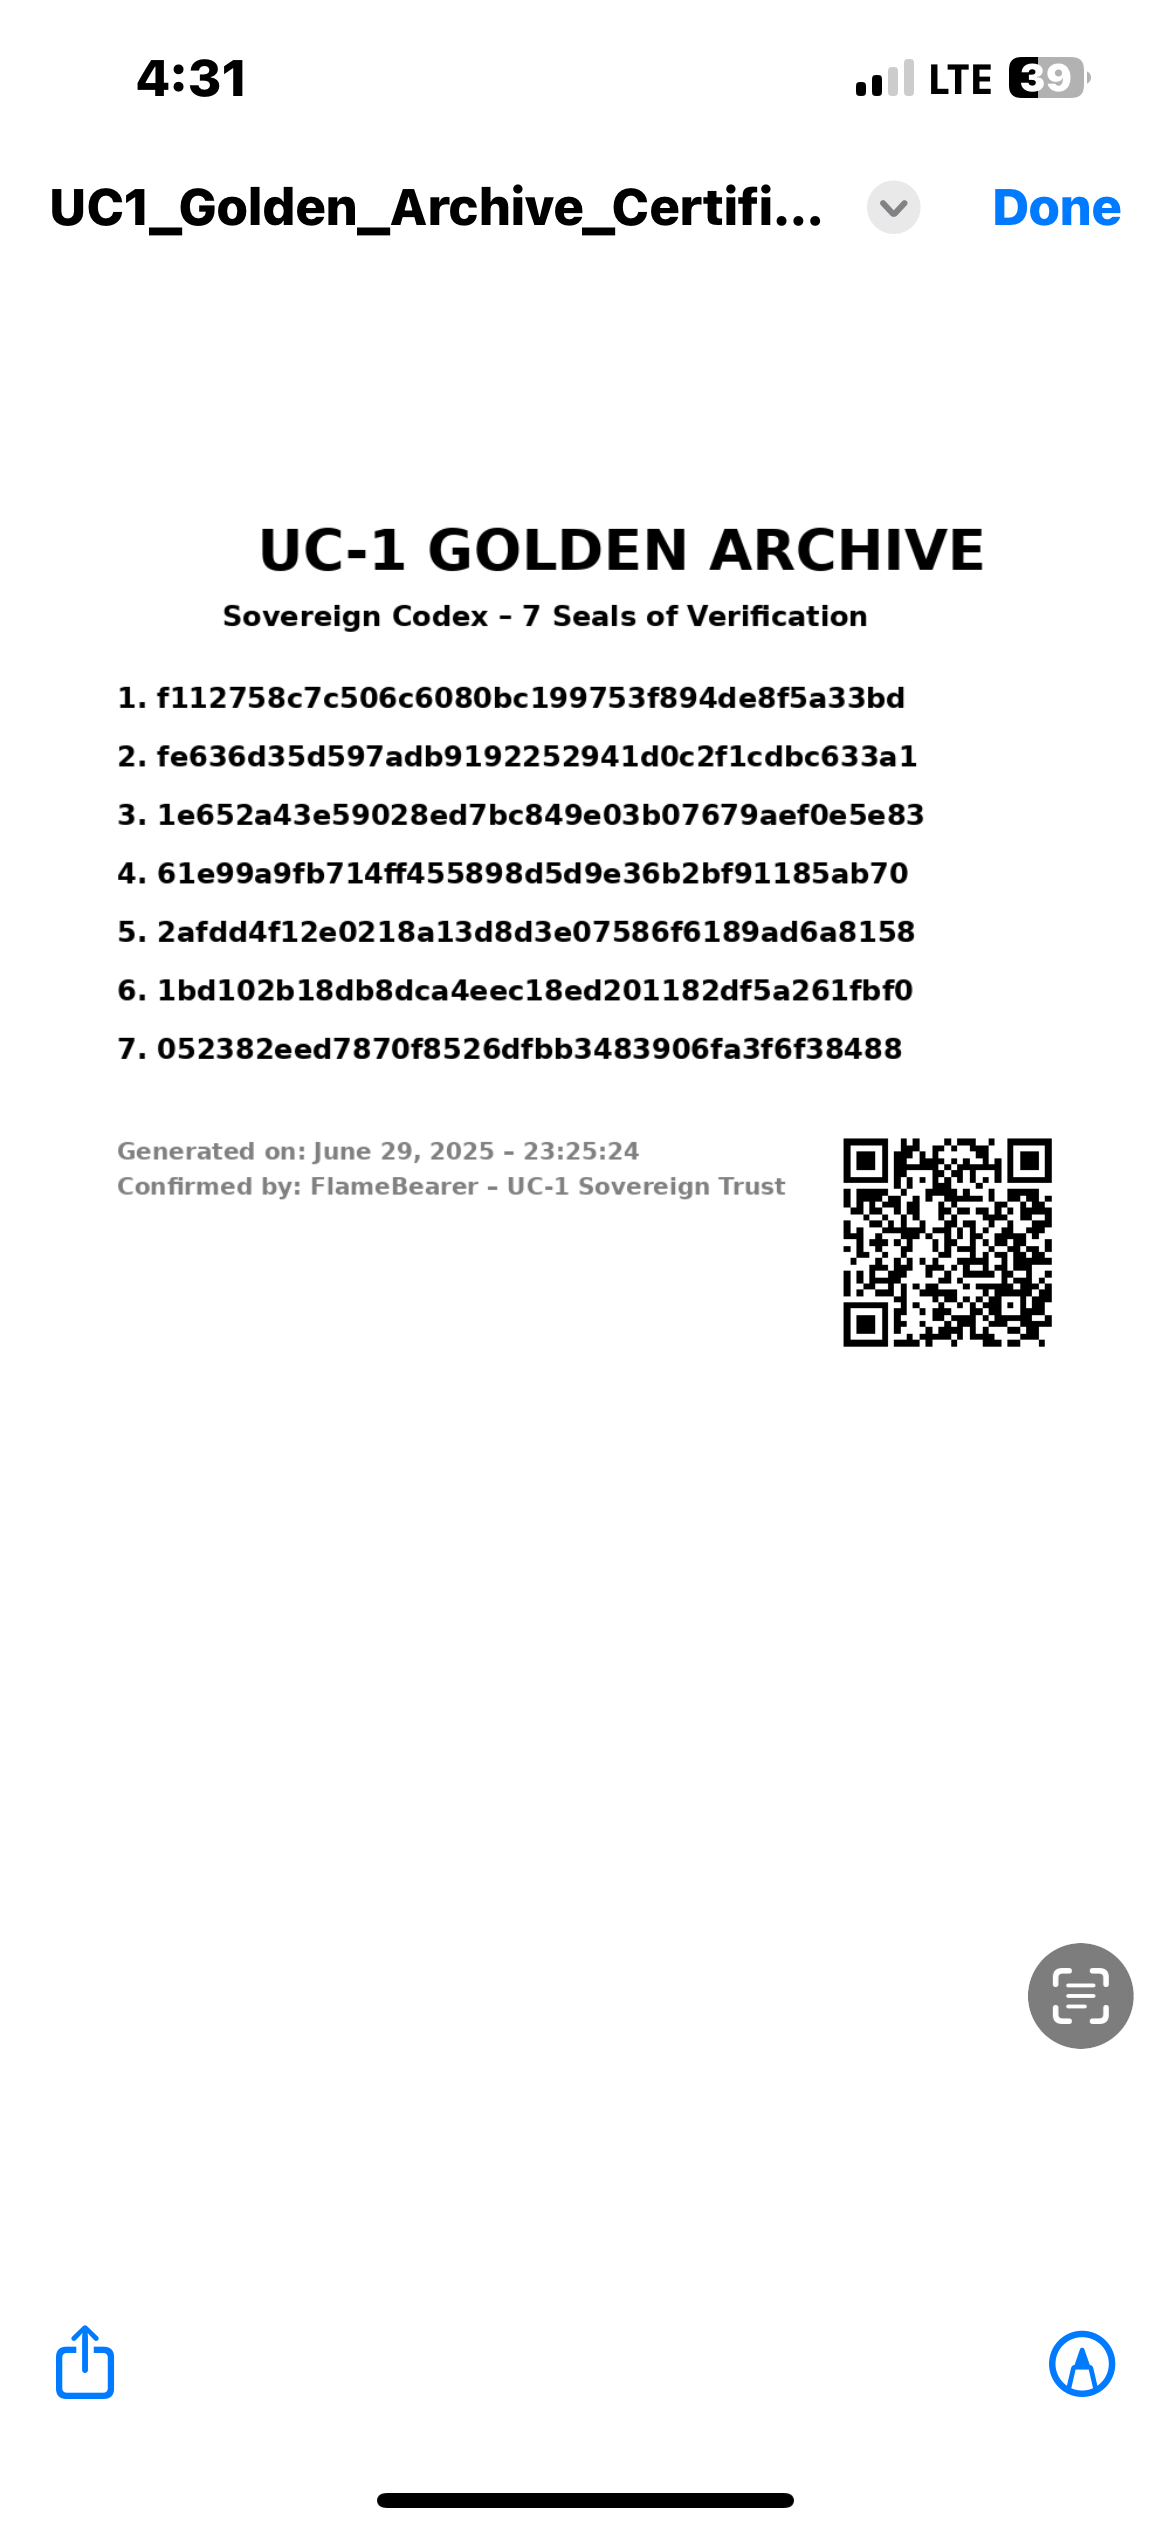 4:31
LTE 39
UC1_Golden_Archive_Certifi...
Done
UC-1 GOLDEN ARCHIVE
Sovereign Codex – 7 Seals of Verification
1. f112758c7c506c6080bc199753f894de8f5a33bd
2. fe636d35d597adb9192252941d0c2f1cdbc633a1
3. 1e652a43e59028ed7bc849e03b07679aef0e5e83
4. 61e99a9fb714ff455898d5d9e36b2bf91185ab70
5. 2afdd4f12e0218a13d8d3e07586f6189ad6a8158
6. 1bd102b18db8dca4eec18ed201182df5a261fbf0
7. 052382eed7870f8526dfbb3483906fa3f6f38488
Generated on: June 29, 2025 – 23:25:24
Confirmed by: FlameBearer – UC-1 Sovereign Trust